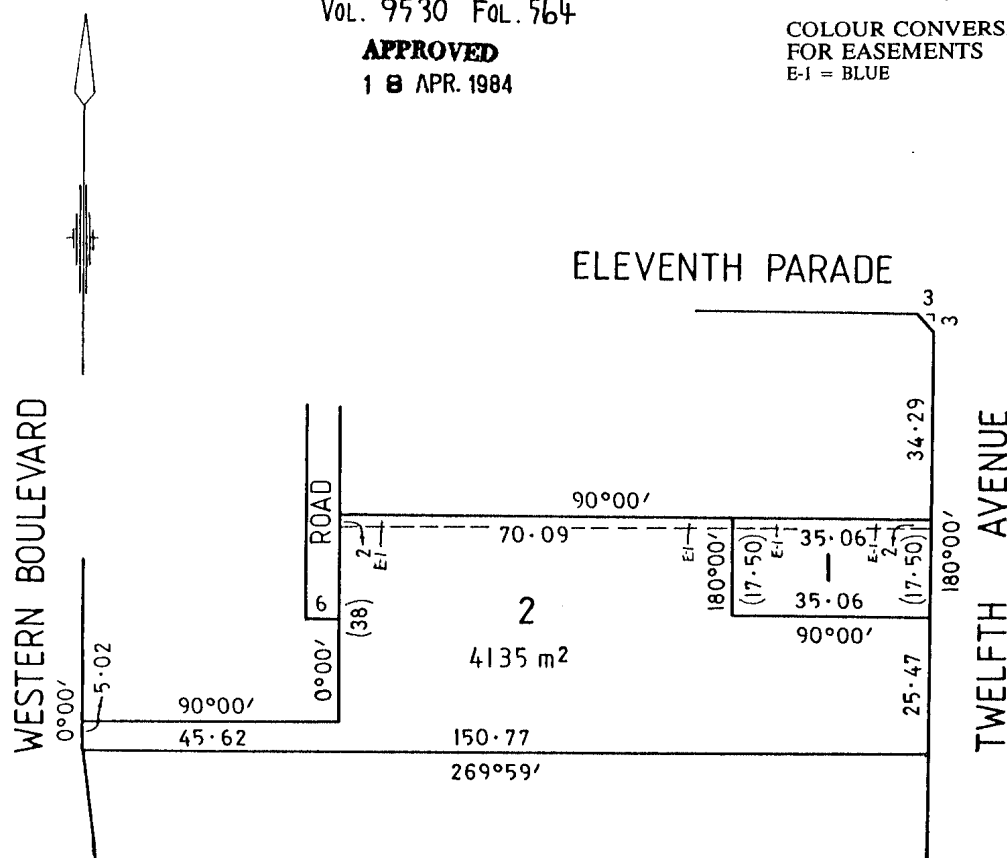 VOL. 9530 FOL. 564
APPROVED
18 APR. 1984
COLOUR CONVERS
FOR EASEMENTS
E-1 = BLUE
ELEVENTH PARADE
3
3
34·29
WESTERN BOULEVARD
TWELFTH AVENUE
ROAD
90°00′
70·09
2
E-1
E-1
180°00′
(17·50)
E-1
35·06
E-1
2
(17·50)
180°00′
1
35·06
90°00′
6
(38)
2
4135 m²
0°00′
25·47
5·02
0°00′
90°00′
45·62
150·77
269°59′